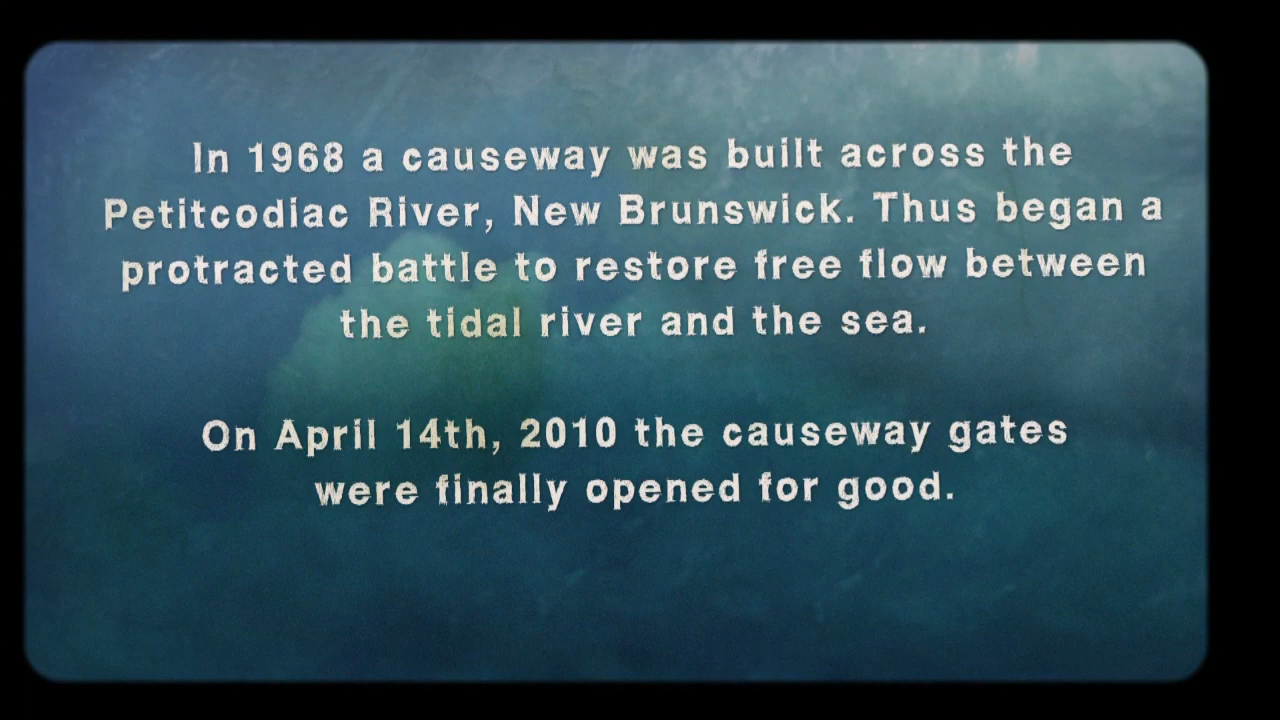 In 1968 a causeway was built across the
Petitcodiac River, New Brunswick. Thus began a
protracted battle to restore free flow between
the tidal river and the sea.
On April 14th, 2010 the causeway gates
were finally opened for good.